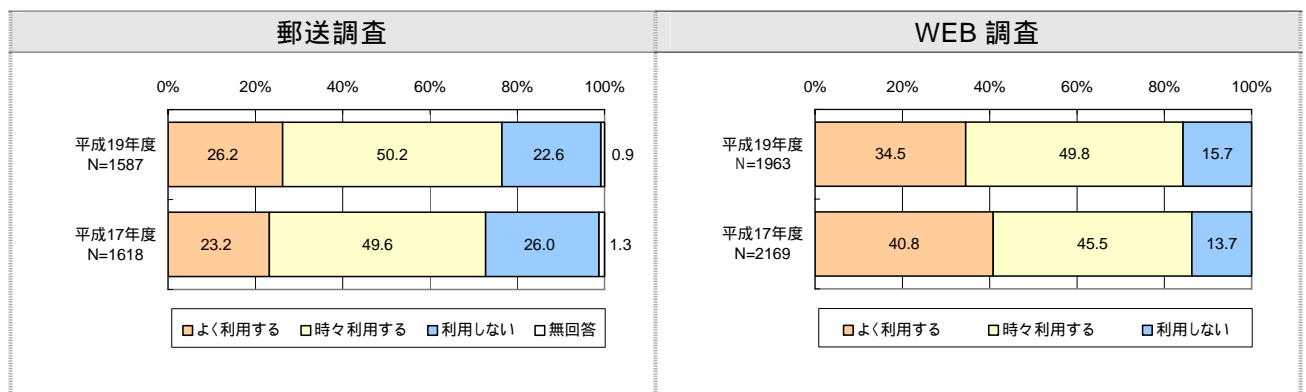 郵送調査
0% 20% 40% 60% 80% 100%
平成19年度
N=1587
26.2 50.2 22.6 0.9
平成17年度
N=1618
23.2 49.6 26.0 1.3
よく利用する 時々利用する 利用しない 無回答
WEB 調査
0% 20% 40% 60% 80% 100%
平成19年度
N=1963
34.5 49.8 15.7
平成17年度
N=2169
40.8 45.5 13.7
よく利用する 時々利用する 利用しない